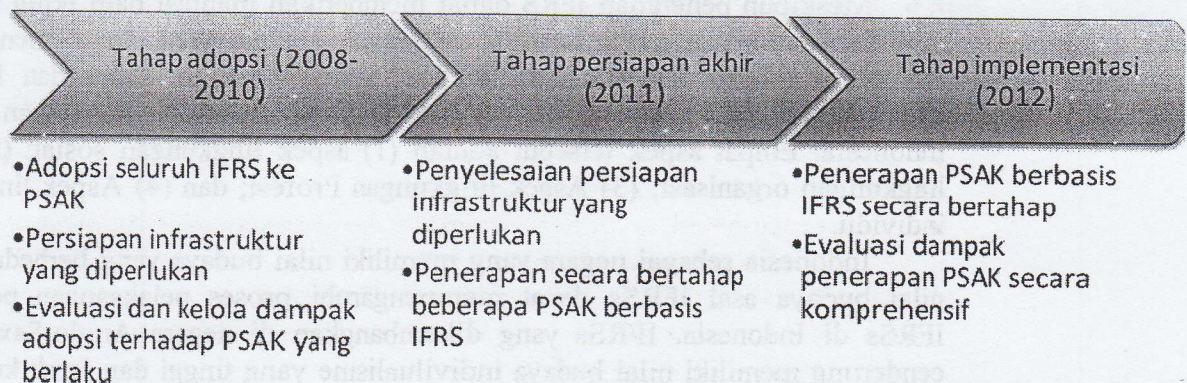 Tahap adopsi (2008-
2010)
Tahap persiapan akhir
(2011)
Tahap implementasi
(2012)
•Adopsi seluruh IFRS ke
PSAK
•Persiapan infrastruktur
yang diperlukan
•Evaluasi dan kelola dampak
adopsi terhadap PSAK yang
berlaku
•Penyelesaian persiapan
infrastruktur yang
diperlukan
•Penerapan secara bertahap
beberapa PSAK berbasis
IFRS
•Penerapan PSAK berbasis
IFRS secara bertahap
•Evaluasi dampak
penerapan PSAK secara
komprehensif